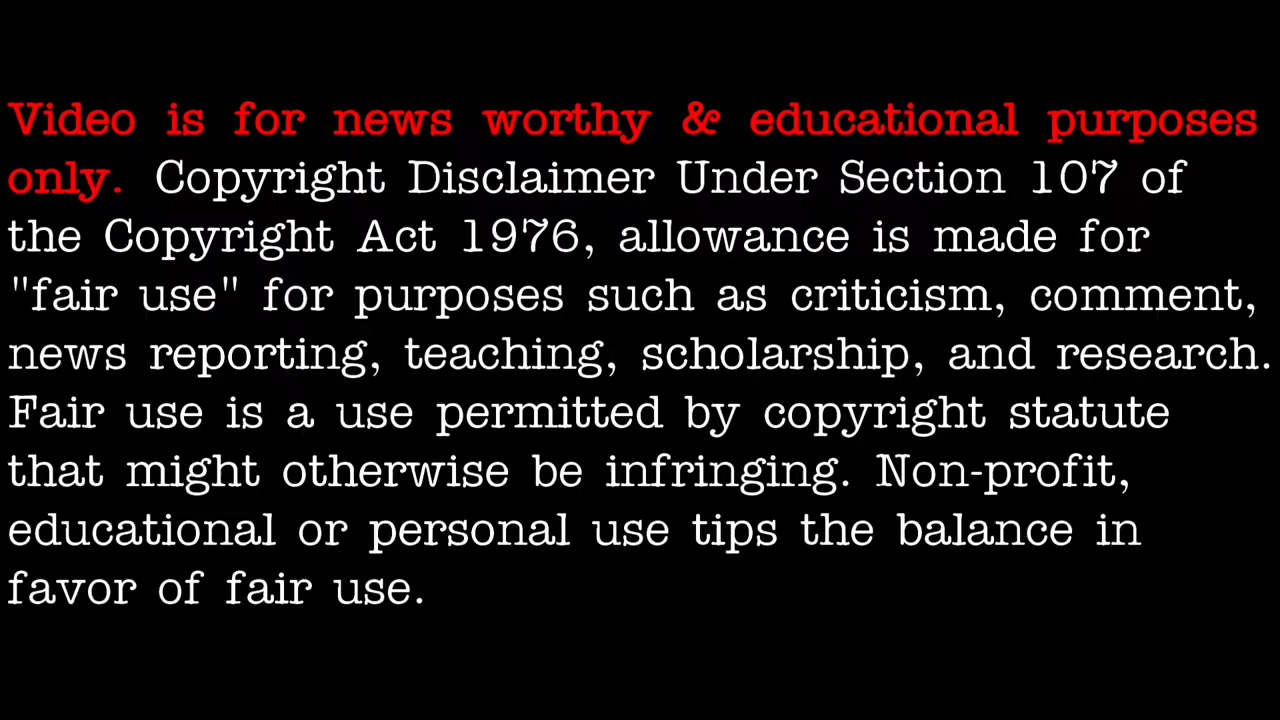 Video is for news worthy & educational purposes
only. Copyright Disclaimer Under Section 107 of
the Copyright Act 1976, allowance is made for
"fair use" for purposes such as criticism, comment,
news reporting, teaching, scholarship, and research.
Fair use is a use permitted by copyright statute
that might otherwise be infringing. Non-profit,
educational or personal use tips the balance in
favor of fair use.